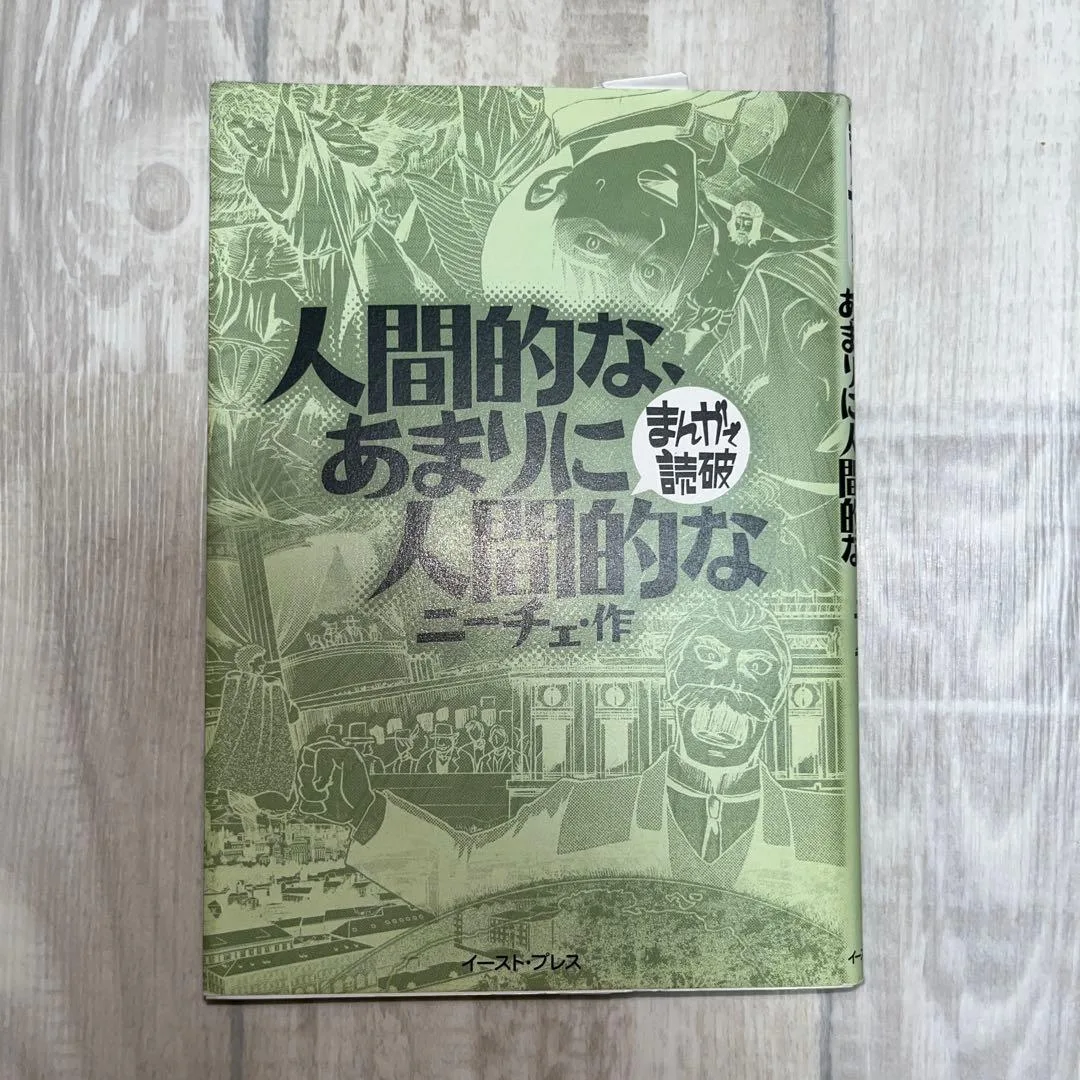 人間的な、
あまりに
人間的な
まんがで
読破
ニーチェ・作
イースト・プレス
あまりに人間的な